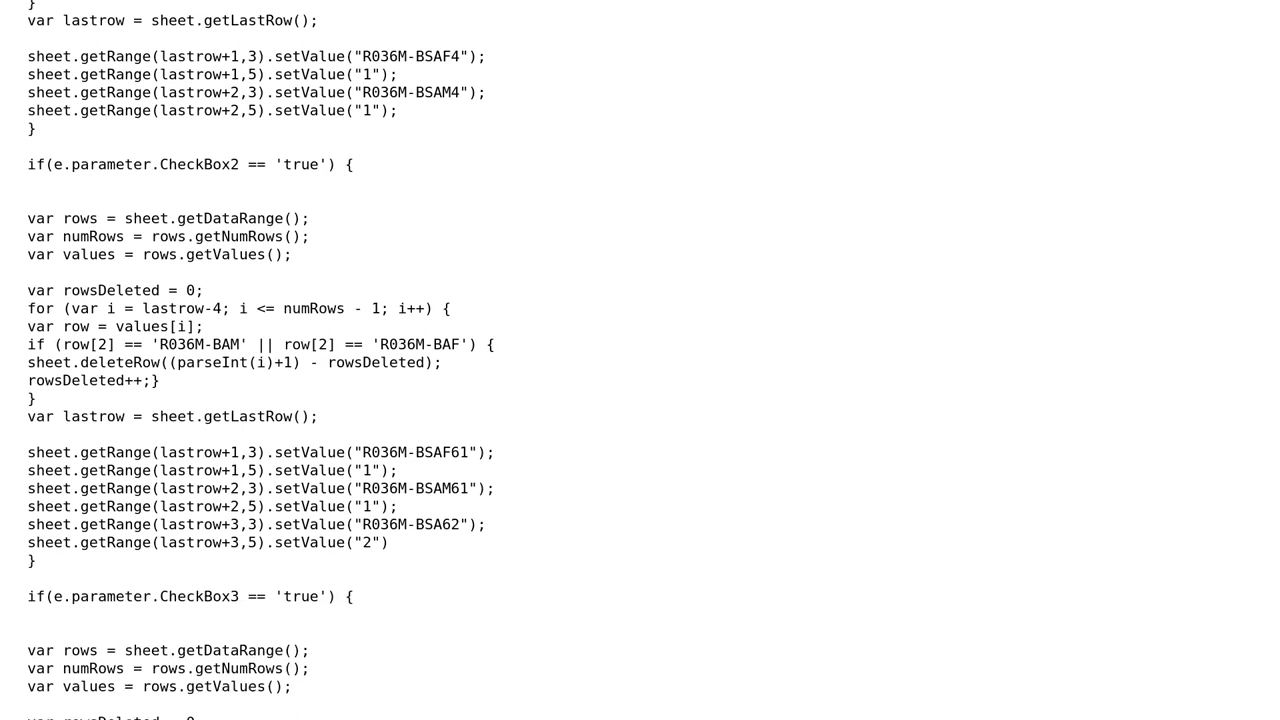 }
var lastrow = sheet.getLastRow();
sheet.getRange(lastrow+1,3).setValue("R036M-BSAF4");
sheet.getRange(lastrow+1,5).setValue("1");
sheet.getRange(lastrow+2,3).setValue("R036M-BSAM4");
sheet.getRange(lastrow+2,5).setValue("1");
}
if(e.parameter.CheckBox2 == 'true') {
var rows = sheet.getDataRange();
var numRows = rows.getNumRows();
var values = rows.getValues();
var rowsDeleted = 0;
for (var i = lastrow-4; i <= numRows - 1; i++) {
var row = values[i];
if (row[2] == 'R036M-BAM' || row[2] == 'R036M-BAF') {
sheet.deleteRow((parseInt(i)+1) - rowsDeleted);
rowsDeleted++;}
}
var lastrow = sheet.getLastRow();
sheet.getRange(lastrow+1,3).setValue("R036M-BSAF61");
sheet.getRange(lastrow+1,5).setValue("1");
sheet.getRange(lastrow+2,3).setValue("R036M-BSAM61");
sheet.getRange(lastrow+2,5).setValue("1");
sheet.getRange(lastrow+3,3).setValue("R036M-BSA62");
sheet.getRange(lastrow+3,5).setValue("2")
}
if(e.parameter.CheckBox3 == 'true') {
var rows = sheet.getDataRange();
var numRows = rows.getNumRows();
var values = rows.getValues();